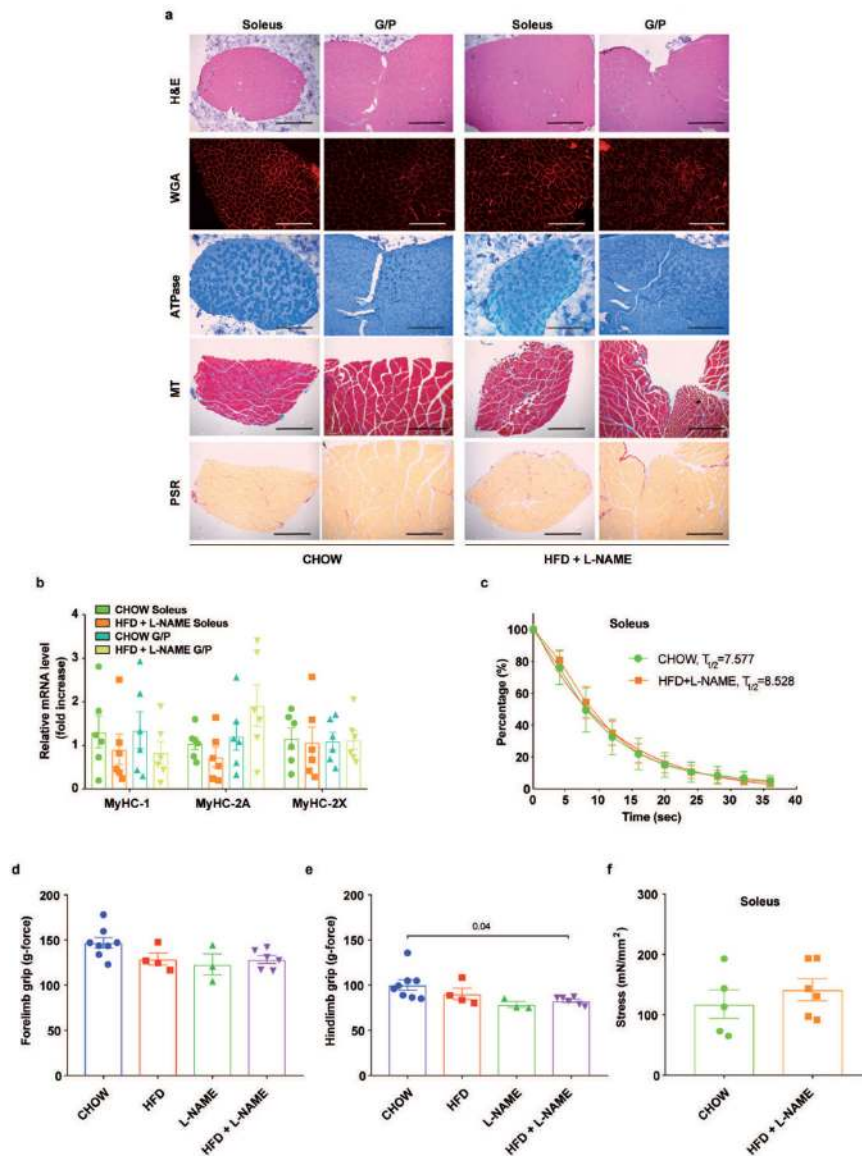 a
Soleus G/P Soleus G/P
H&E
WGA
ATPase
MT
PSR
CHOW HFD + L-NAME
b
CHOW Soleus
HFD + L-NAME Soleus
CHOW G/P
HFD + L-NAME G/P
Relative mRNA level
(fold increase)
4
3
2
1
0
MyHC-1 MyHC-2A MyHC-2X
c
Soleus
CHOW, T1/2=7.577
HFD+L-NAME, T1/2=8.528
Percentage (%)
100
80
60
40
20
0
0 5 10 15 20 25 30 35 40
Time (sec)
d
Forelimb grip (g-force)
200
150
100
50
0
CHOW
HFD
L-NAME
HFD + L-NAME
e
Hindlimb grip (g-force)
200
150
100
50
0
0.04
CHOW
HFD
L-NAME
HFD + L-NAME
f
Soleus
Stress (mN/mm²)
300
200
100
0
CHOW
HFD + L-NAME